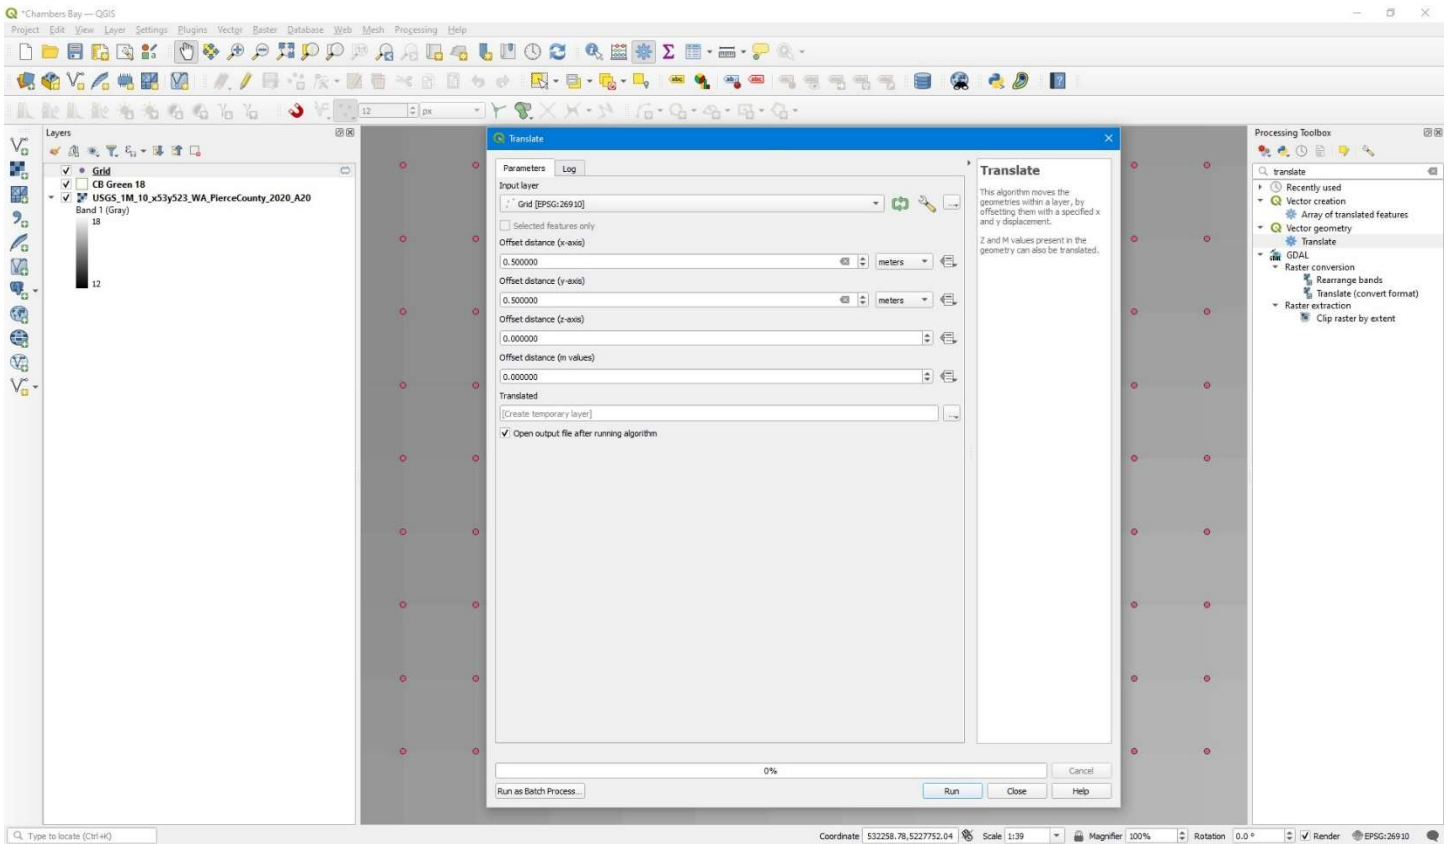 *Chambers Bay — QGIS
Project Edit View Layer Settings Plugins Vector Raster Database Web Mesh Processing Help
12 px
Layers
Grid
CB Green 18
USGS_1M_10_x53y523_WA_PierceCounty_2020_A20
Band 1 (Gray)
18
12
Translate
Parameters Log
Input layer
Grid [EPSG:26910]
Selected features only
Offset distance (x-axis)
0.500000 meters
Offset distance (y-axis)
0.500000 meters
Offset distance (z-axis)
0.000000
Offset distance (m values)
0.000000
Translated
[Create temporary layer]
Open output file after running algorithm
Translate
This algorithm moves the
geometries within a layer, by
offsetting them with a specified x
and y displacement.
Z and M values present in the
geometry can also be translated.
0% Cancel
Run as Batch Process... Run Close Help
Processing Toolbox
translate
Recently used
Vector creation
Array of translated features
Vector geometry
Translate
GDAL
Raster conversion
Rearrange bands
Translate (convert format)
Raster extraction
Clip raster by extent
Type to locate (Ctrl+K) Coordinate 532258.78,5227752.04 Scale 1:39 Magnifier 100% Rotation 0.0 ° Render EPSG:26910